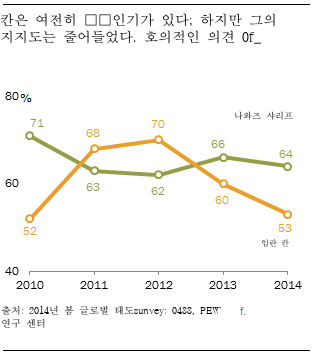 칸은 여전히 □□인기가 있다; 하지만 그의
지지도는 줄어들었다. 호의적인 의견 0f_
80%
나와즈 샤리프
71
68
70
66
64
60
63
62
60
52
53
임란 칸
40
2010 2011 2012 2013 2014
출처: 2014년 봄 글로벌 태도sunvey: 0488, PEW f.
연구 센터